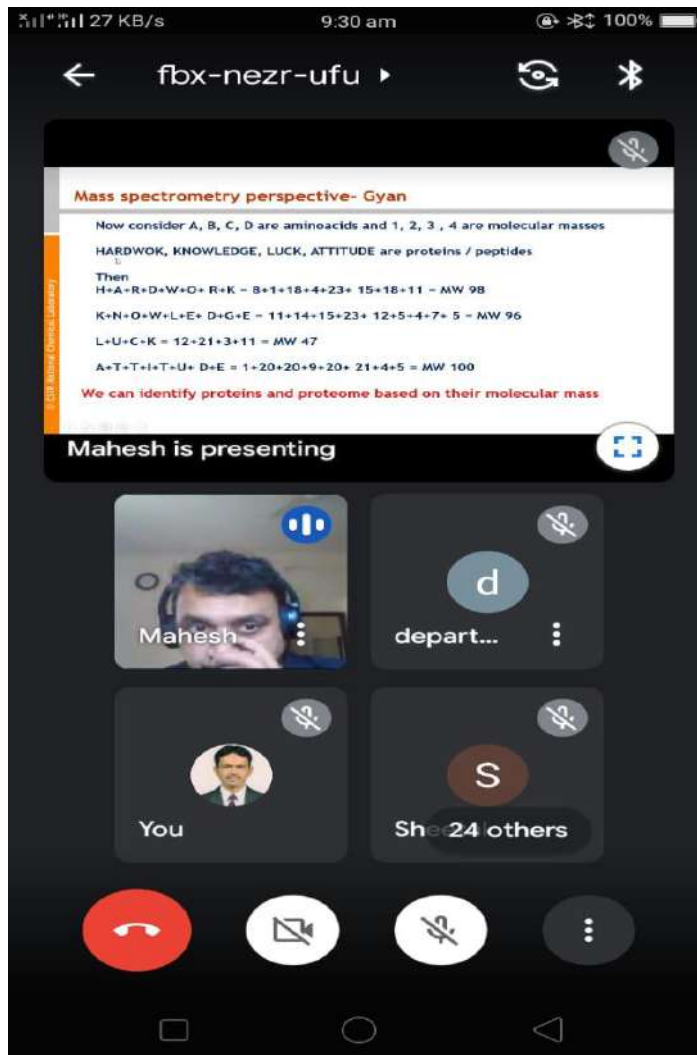 27 KB/s 9:30 am 100%
fbx-nezr-ufu
Mass spectrometry perspective- Gyan
Now consider A, B, C, D are aminoacids and 1, 2, 3 , 4 are molecular masses
HARDWOK, KNOWLEDGE, LUCK, ATTITUDE are proteins / peptides
Then
H+A+R+D+W+O+ R+K = 8+1+18+4+23+ 15+18+11 = MW 98
K+N+O+W+L+E+ D+G+E = 11+14+15+23+ 12+5+4+7+ 5 = MW 96
L+U+C+K = 12+21+3+11 = MW 47
A+T+T+I+T+U+ D+E = 1+20+20+9+20+ 21+4+5 = MW 100
We can identify proteins and proteome based on their molecular mass
© CSIR National Chemical Laboratory
Mahesh is presenting
Mahesh
d
depart...
You
S
24 others